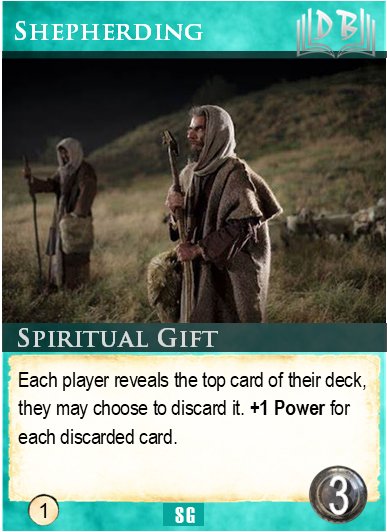 Shepherding
DB
Spiritual Gift
Each player reveals the top card of their deck,
they may choose to discard it. +1 Power for
each discarded card.
1
SG
3